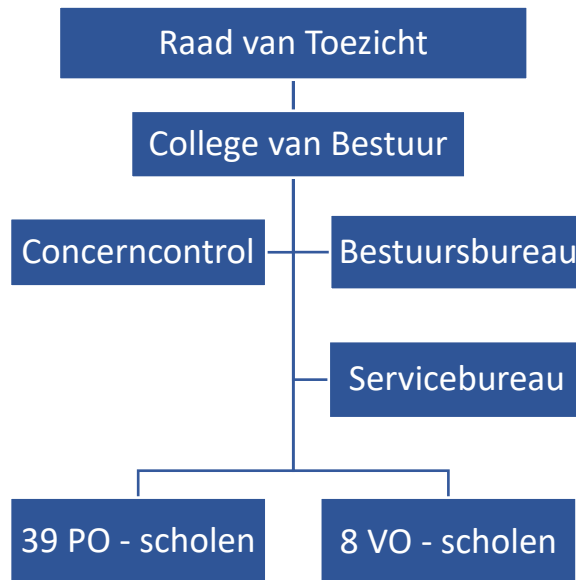 Raad van Toezicht
College van Bestuur
Concerncontrol
Bestuursbureau
Servicebureau
39 PO - scholen
8 VO - scholen